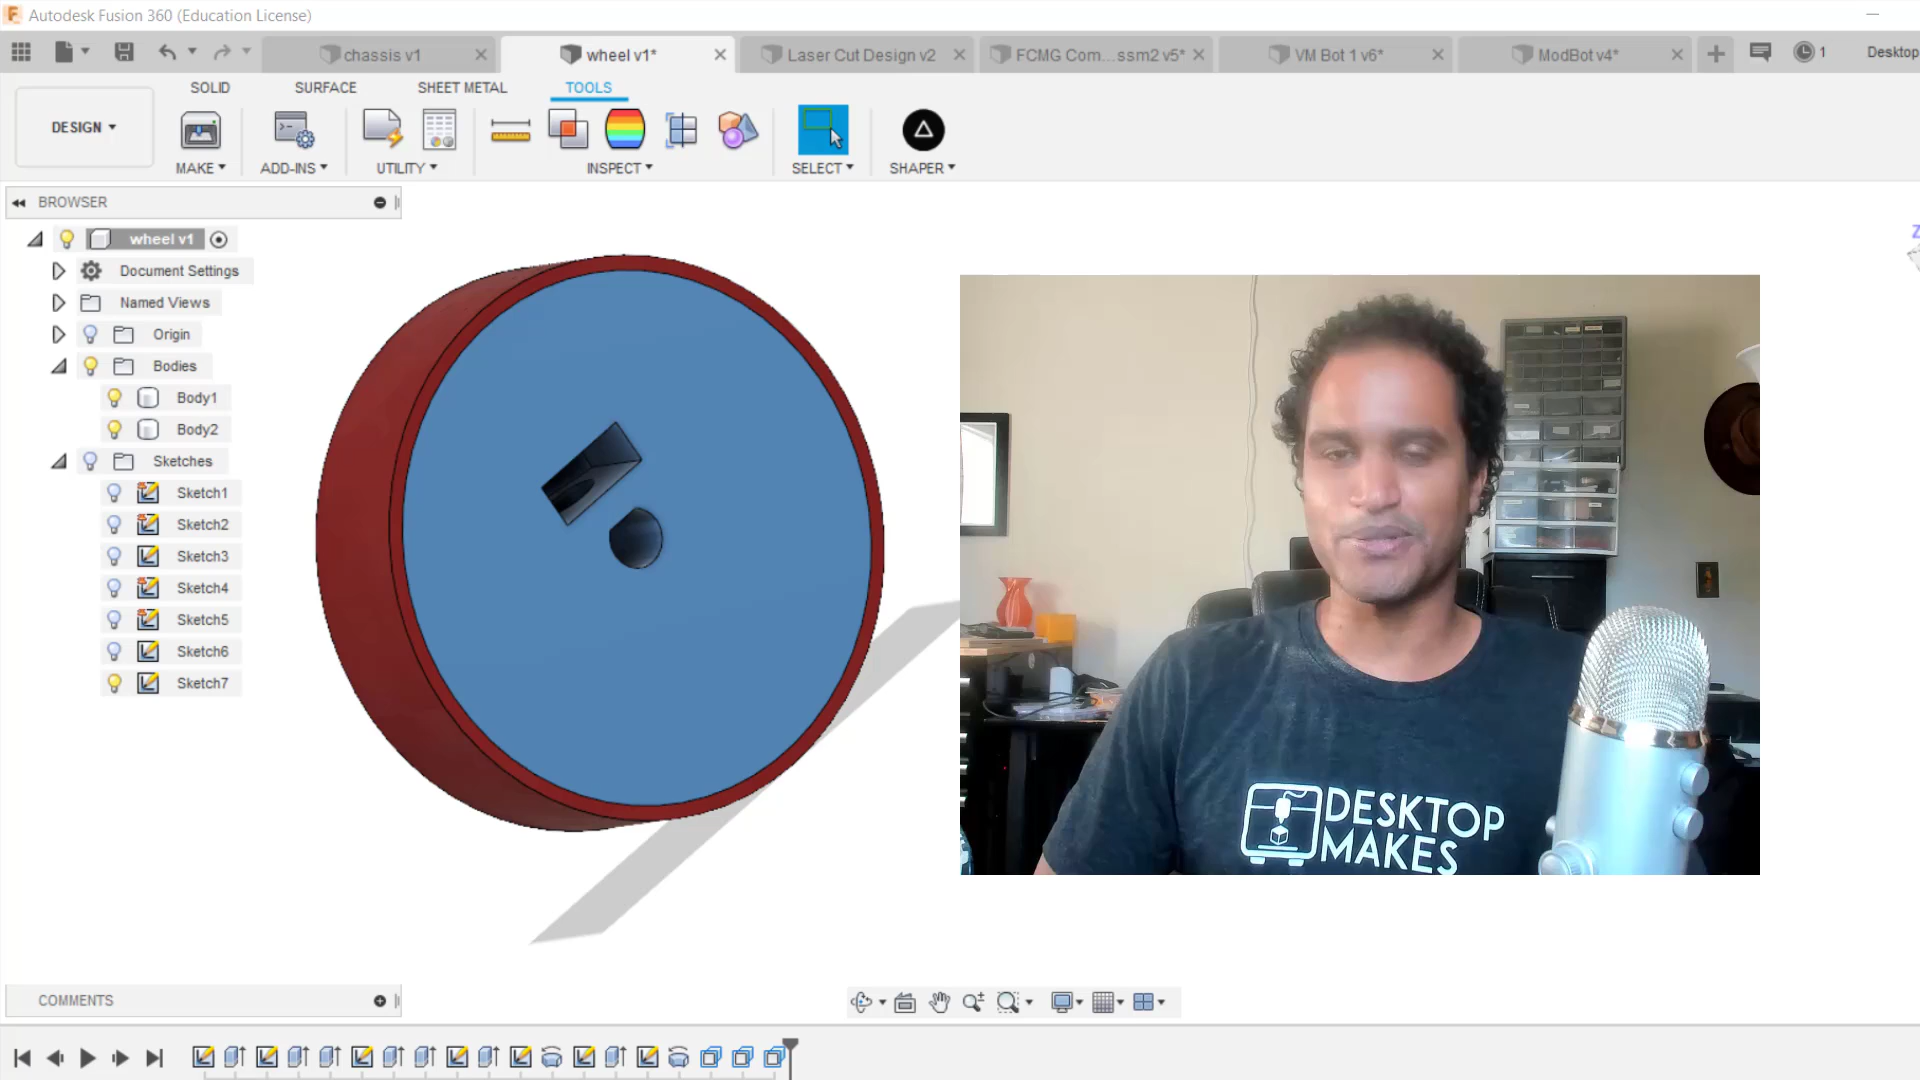 Autodesk Fusion 360 (Education License)
chassis v1
wheel v1*
Laser Cut Design v2
FCMG Com...ssm2 v5*
VM Bot 1 v6*
ModBot v4*
1
Desktop
SOLID
SURFACE
SHEET METAL
TOOLS
DESIGN
MAKE
ADD-INS
UTILITY
INSPECT
SELECT
SHAPER
BROWSER
wheel v1
Document Settings
Named Views
Origin
Bodies
Body1
Body2
Sketches
Sketch1
Sketch2
Sketch3
Sketch4
Sketch5
Sketch6
Sketch7
Z
DESKTOP
MAKES
COMMENTS